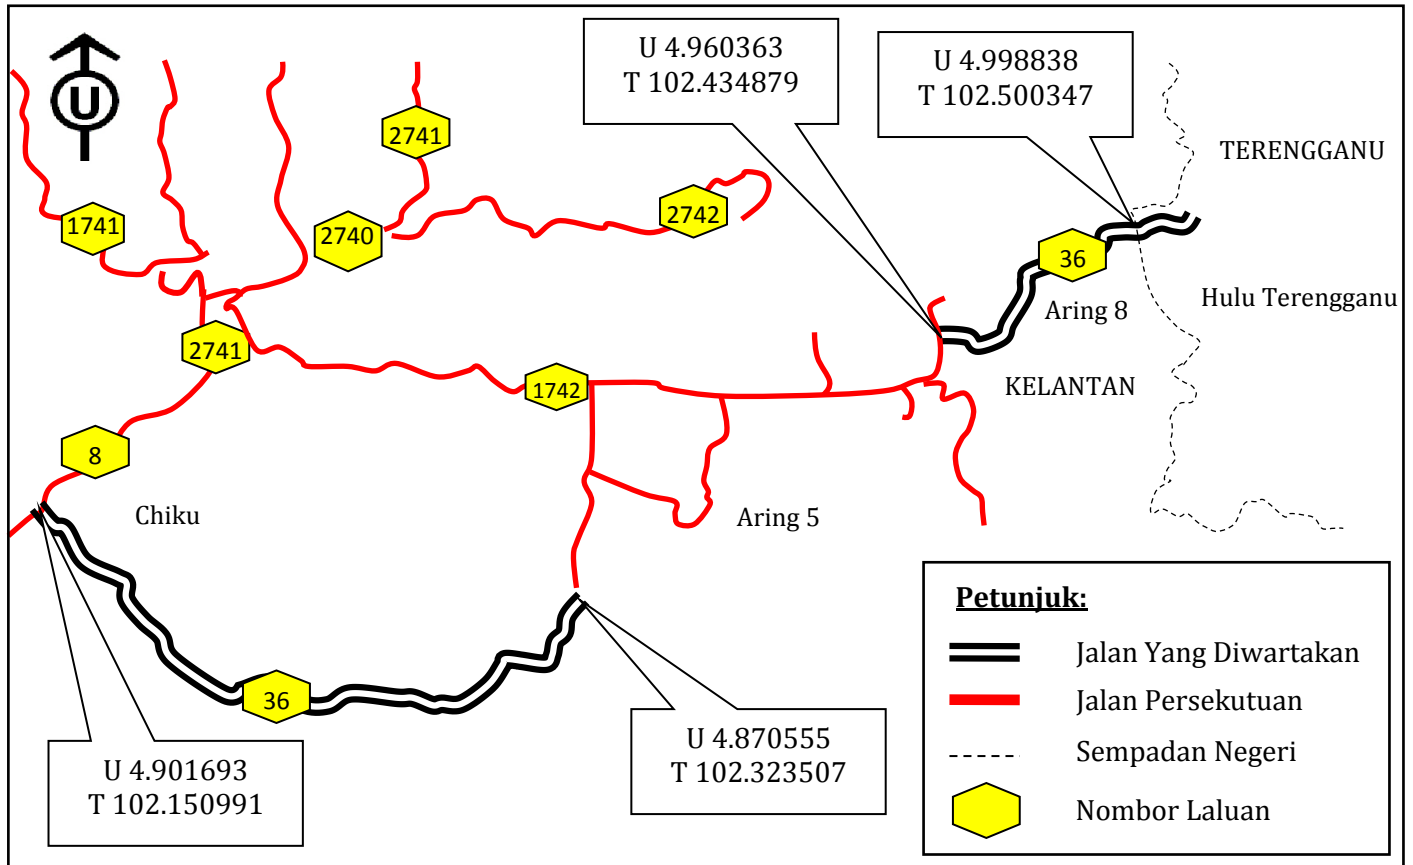 U
U 4.960363
T 102.434879
U 4.998838
T 102.500347
2741
TERENGGANU
1741
2740
2742
36
Hulu Terengganu
Aring 8
2741
1742
KELANTAN
8
Chiku
Aring 5
36
U 4.901693
T 102.150991
U 4.870555
T 102.323507
Petunjuk:
Jalan Yang Diwartakan
Jalan Persekutuan
Sempadan Negeri
Nombor Laluan